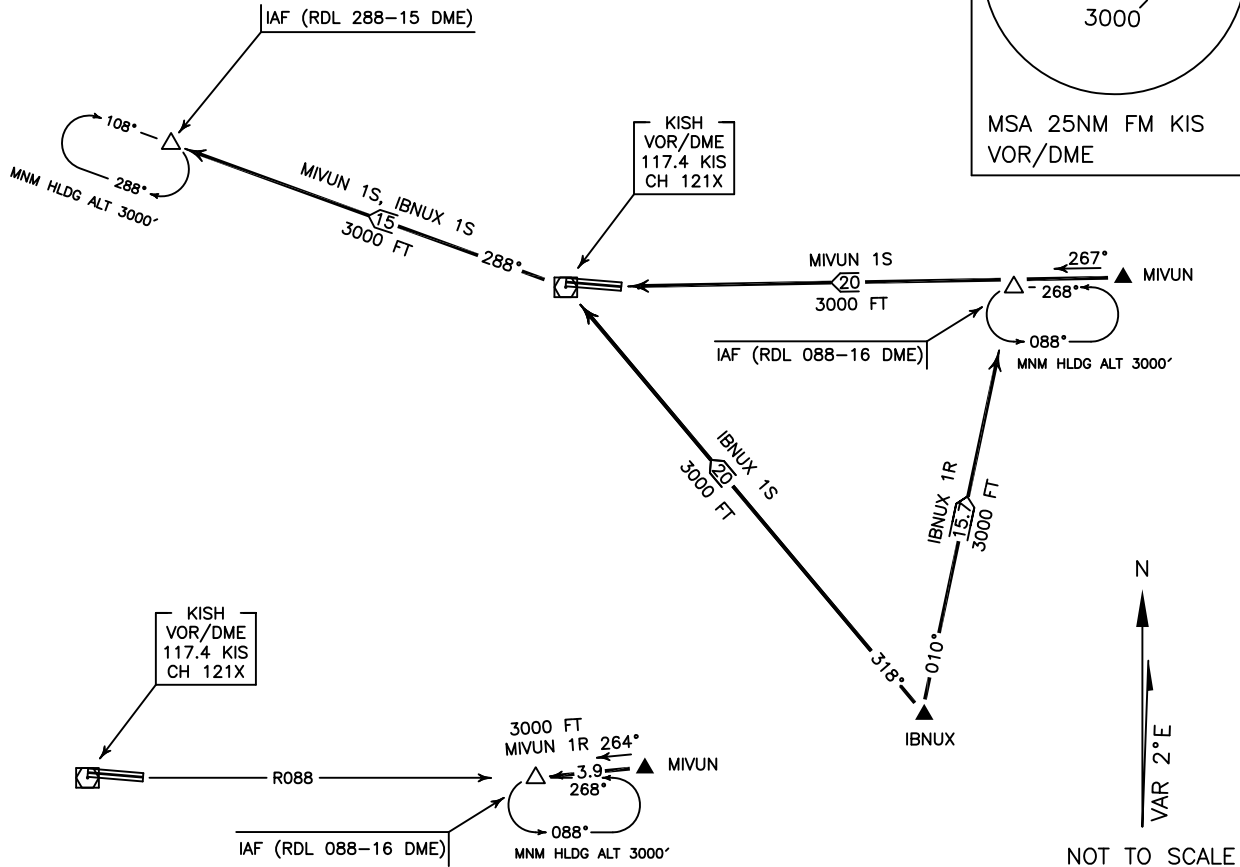 IAF (RDL 288-15 DME)
3000
MSA 25NM FM KIS
VOR/DME
108°
288°
MNM HLDG ALT 3000'
KISH
VOR/DME
117.4 KIS
CH 121X
MIVUN 1S, IBNUX 1S
15
3000 FT
288°
MIVUN 1S
20
3000 FT
267°
MIVUN
268°
088°
MNM HLDG ALT 3000'
IAF (RDL 088-16 DME)
IBNUX 1S
20
3000 FT
IBNUX 1R
15.7
3000 FT
318°
010°
IBNUX
KISH
VOR/DME
117.4 KIS
CH 121X
R088
3000 FT
MIVUN 1R
264°
MIVUN
3.9
268°
088°
IAF (RDL 088-16 DME)
MNM HLDG ALT 3000'
N
VAR 2°E
NOT TO SCALE